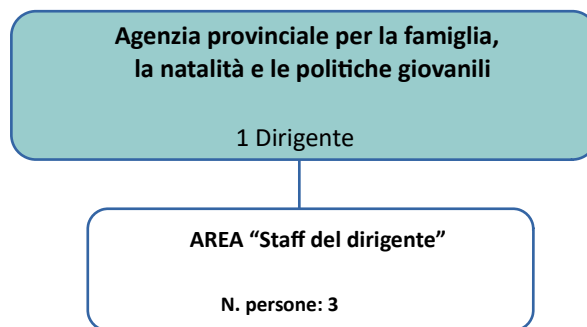 Agenzia provinciale per la famiglia,
la natalità e le politiche giovanili
1 Dirigente
AREA “Staff del dirigente”
N. persone: 3